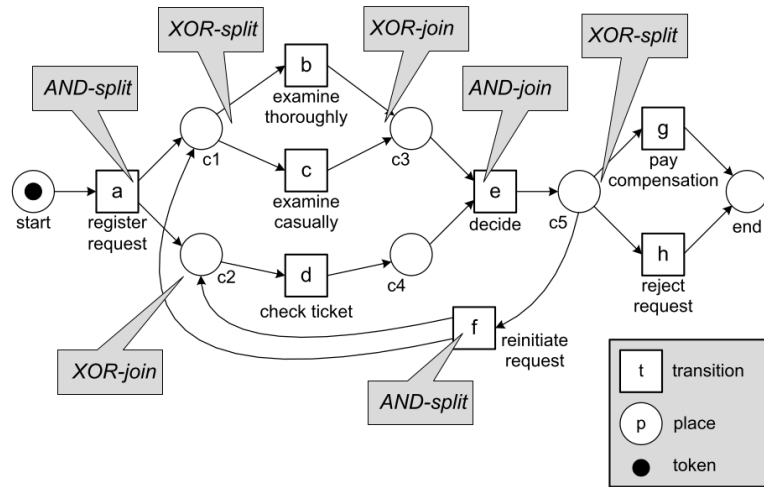 XOR-split
XOR-join
XOR-split
AND-split
AND-join
b
examine
thoroughly
c1
c3
g
pay
compensation
a
register
request
c
examine
casually
e
decide
start
c5
end
c2
d
check ticket
c4
h
reject
request
f
reinitiate
request
XOR-join
AND-split
t
transition
p
place
token